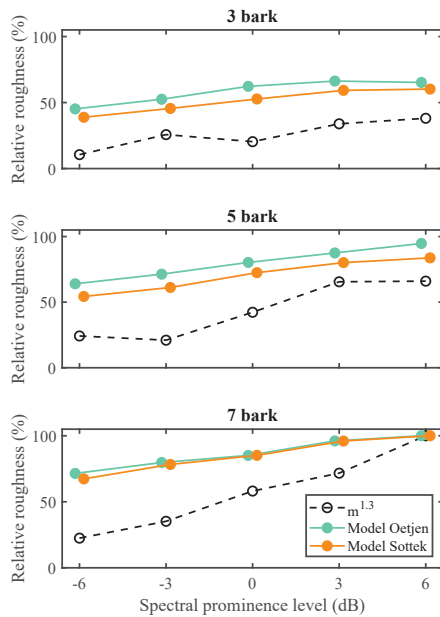 3 bark
100
50
0
Relative roughness (%)
5 bark
100
50
0
Relative roughness (%)
7 bark
100
50
0
Relative roughness (%)
m^1.3
Model Oetjen
Model Sottek
-6 -3 0 3 6
Spectral prominence level (dB)